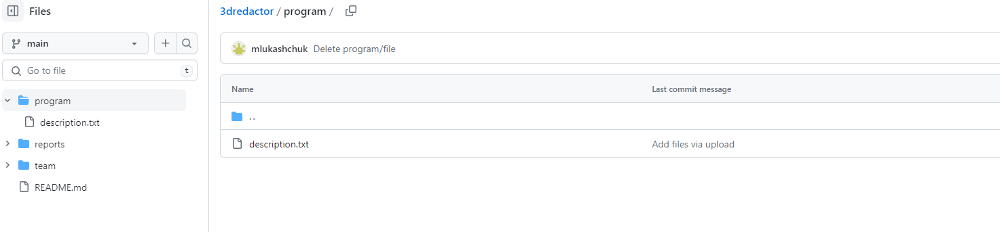 Files
main
Go to file
t
program
description.txt
reports
team
README.md
3dredactor / program /
mlukashchuk Delete program/file
Name Last commit message
..
description.txt Add files via upload